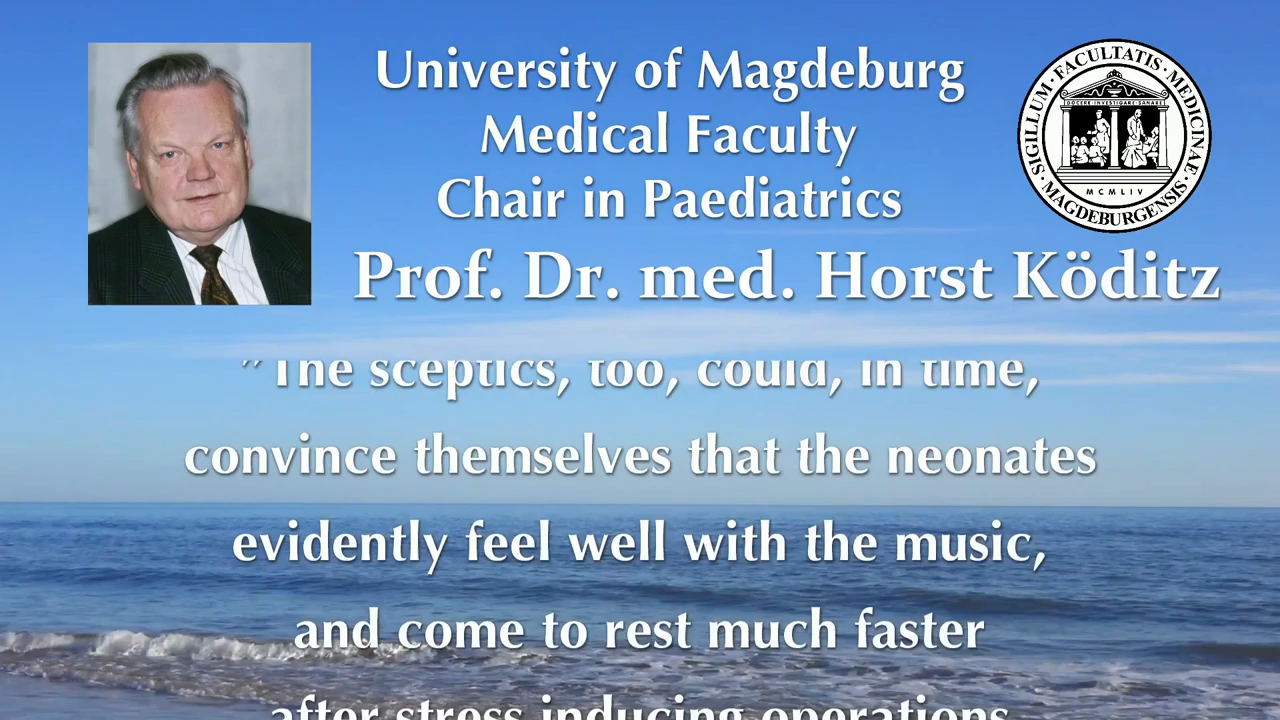 University of Magdeburg
Medical Faculty
Chair in Paediatrics
Prof. Dr. med. Horst Köditz
SIGILLUM · FACULTATIS · MEDICINAE · MAGDEBURGENSIS ·
DOCERE INVESTIGARE SANARE
MCMLIV
"The sceptics, too, could, in time,
convince themselves that the neonates
evidently feel well with the music,
and come to rest much faster
after stress inducing operations